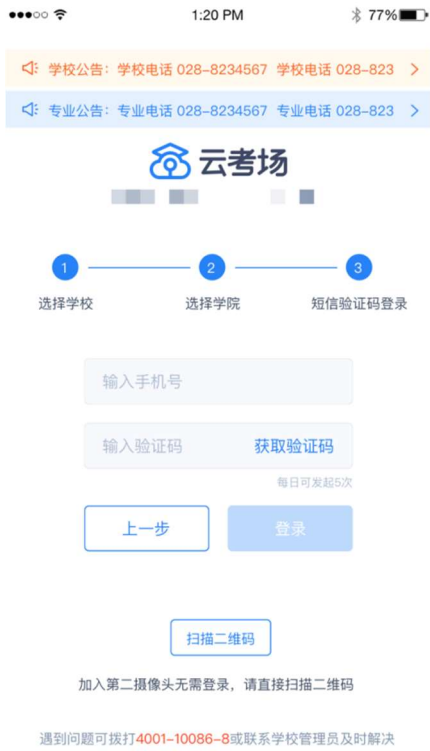 1:20 PM 77%
学校公告：学校电话 028-8234567 学校电话 028-823
专业公告：专业电话 028-8234567 专业电话 028-823
云考场
1 2 3
选择学校 选择学院 短信验证码登录
输入手机号
输入验证码 获取验证码
每日可发起5次
上一步 登录
扫描二维码
加入第二摄像头无需登录，请直接扫描二维码
遇到问题可拨打4001-10086-8或联系学校管理员及时解决